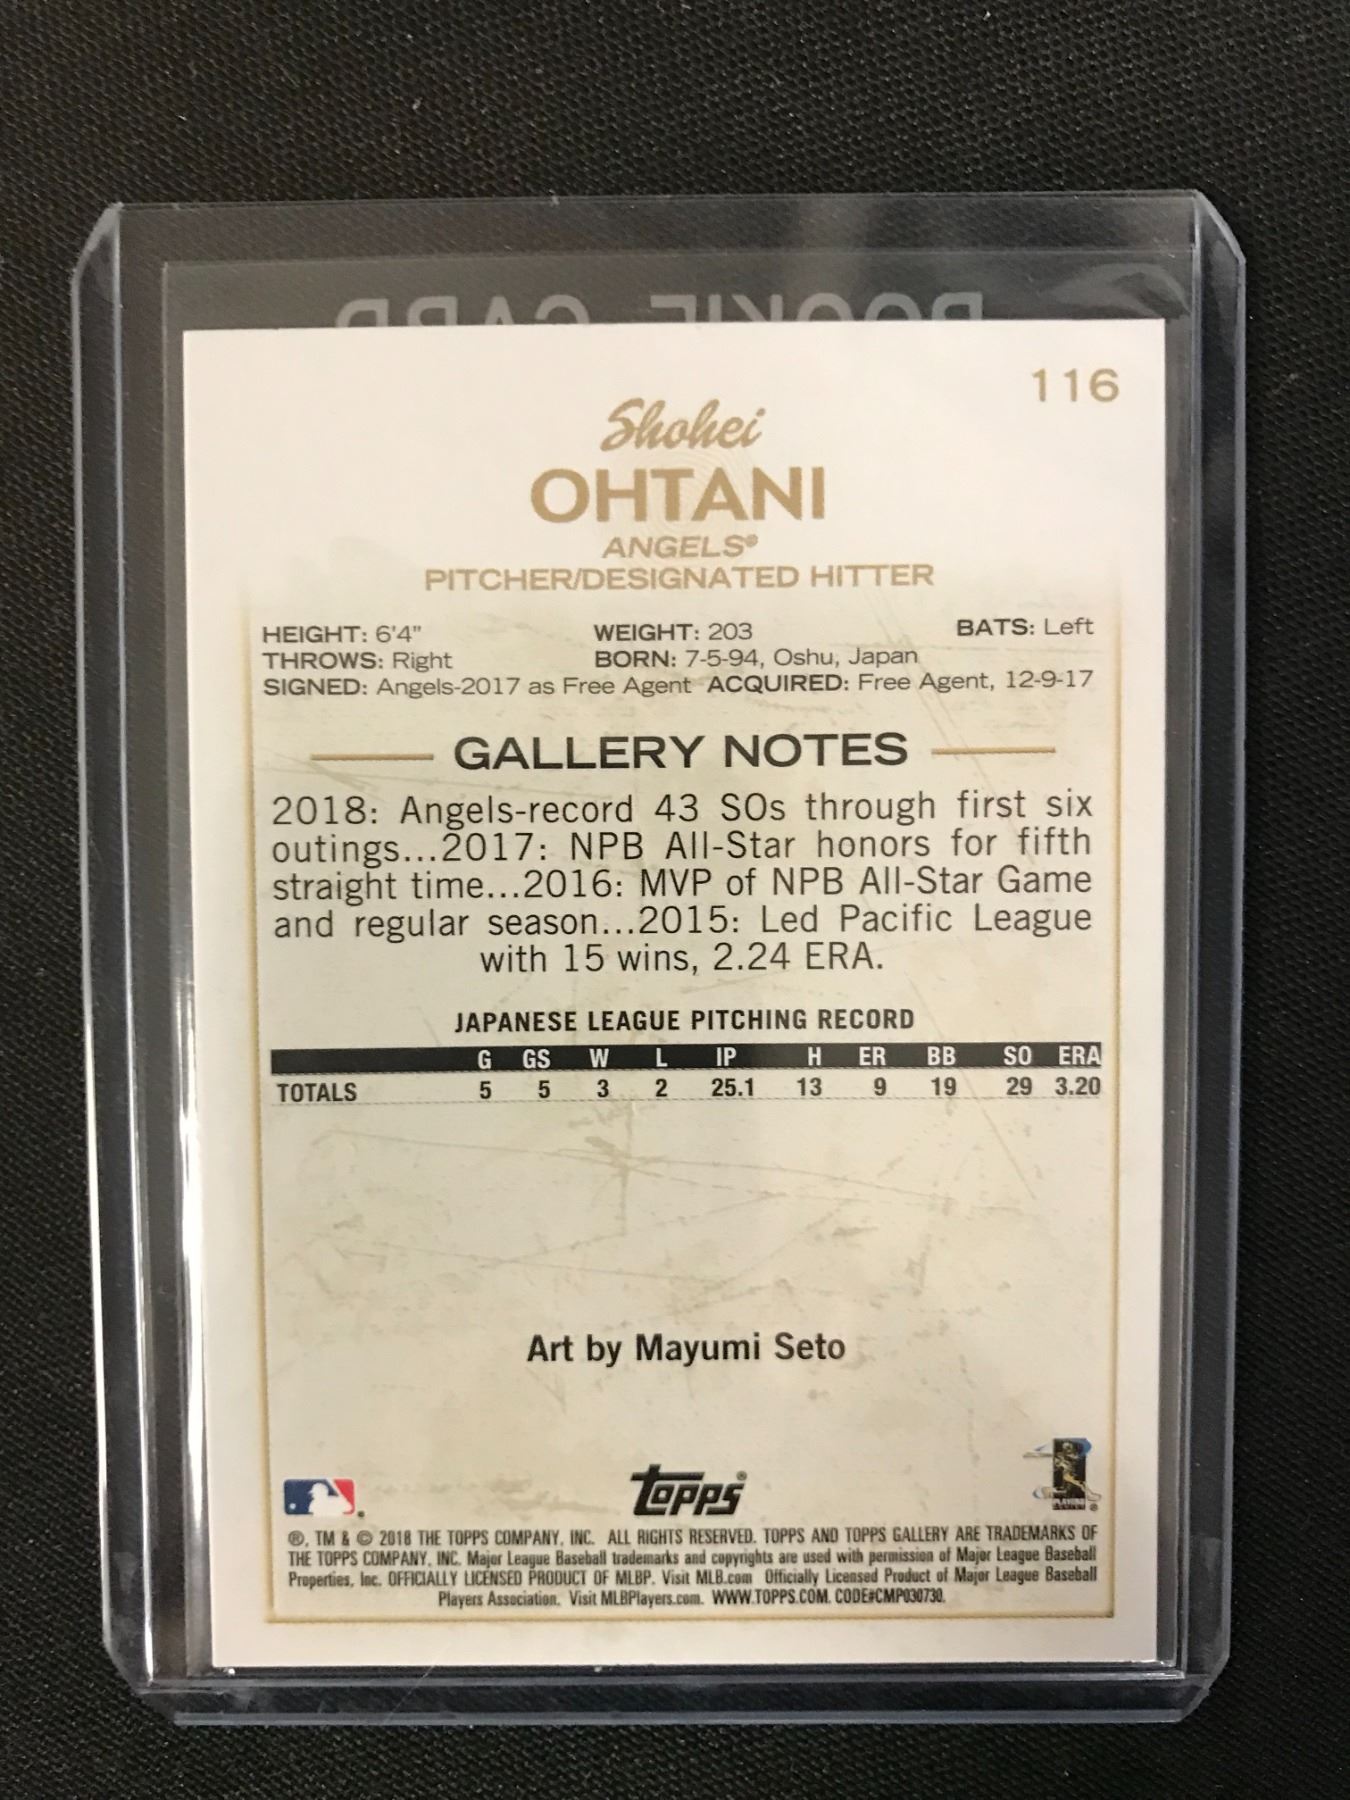 ROOKIE CARD
116
Shohei
OHTANI
ANGELS®
PITCHER/DESIGNATED HITTER
HEIGHT: 6'4" WEIGHT: 203 BATS: Left
THROWS: Right BORN: 7-5-94, Oshu, Japan
SIGNED: Angels-2017 as Free Agent ACQUIRED: Free Agent, 12-9-17
GALLERY NOTES
2018: Angels-record 43 SOs through first six
outings...2017: NPB All-Star honors for fifth
straight time...2016: MVP of NPB All-Star Game
and regular season...2015: Led Pacific League
with 15 wins, 2.24 ERA.
JAPANESE LEAGUE PITCHING RECORD
G GS W L IP H ER BB SO ERA
TOTALS 5 5 3 2 25.1 13 9 19 29 3.20
Art by Mayumi Seto
topps®
PLAYERS
®, TM & © 2018 THE TOPPS COMPANY, INC. ALL RIGHTS RESERVED. TOPPS AND TOPPS GALLERY ARE TRADEMARKS OF
THE TOPPS COMPANY, INC. Major League Baseball trademarks and copyrights are used with permission of Major League Baseball
Properties, Inc. OFFICIALLY LICENSED PRODUCT OF MLBP. Visit MLB.com Officially Licensed Product of Major League Baseball
Players Association. Visit MLBPlayers.com. WWW.TOPPS.COM. CODE#CMP030730.